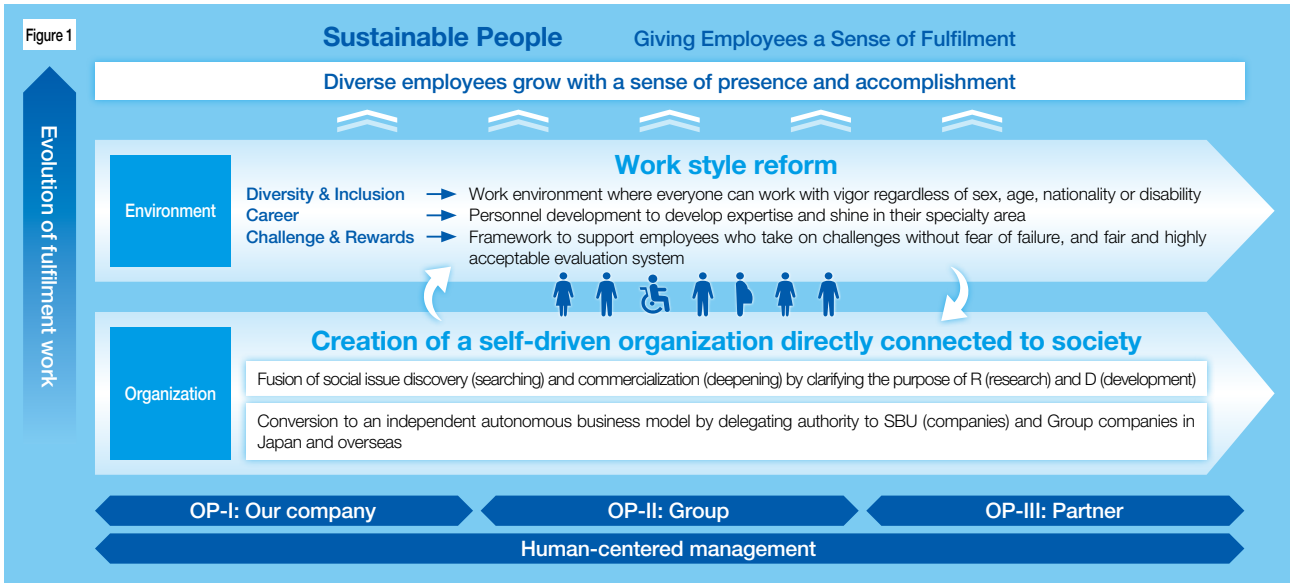 Figure 1
Sustainable People Giving Employees a Sense of Fulfilment
Diverse employees grow with a sense of presence and accomplishment
Evolution of fulfilment work
Environment
Work style reform
Diversity & Inclusion Work environment where everyone can work with vigor regardless of sex, age, nationality or disability
Career Personnel development to develop expertise and shine in their specialty area
Challenge & Rewards Framework to support employees who take on challenges without fear of failure, and fair and highly
acceptable evaluation system
Organization
Creation of a self-driven organization directly connected to society
Fusion of social issue discovery (searching) and commercialization (deepening) by clarifying the purpose of R (research) and D (development)
Conversion to an independent autonomous business model by delegating authority to SBU (companies) and Group companies in
Japan and overseas
OP-I: Our company OP-II: Group OP-III: Partner
Human-centered management